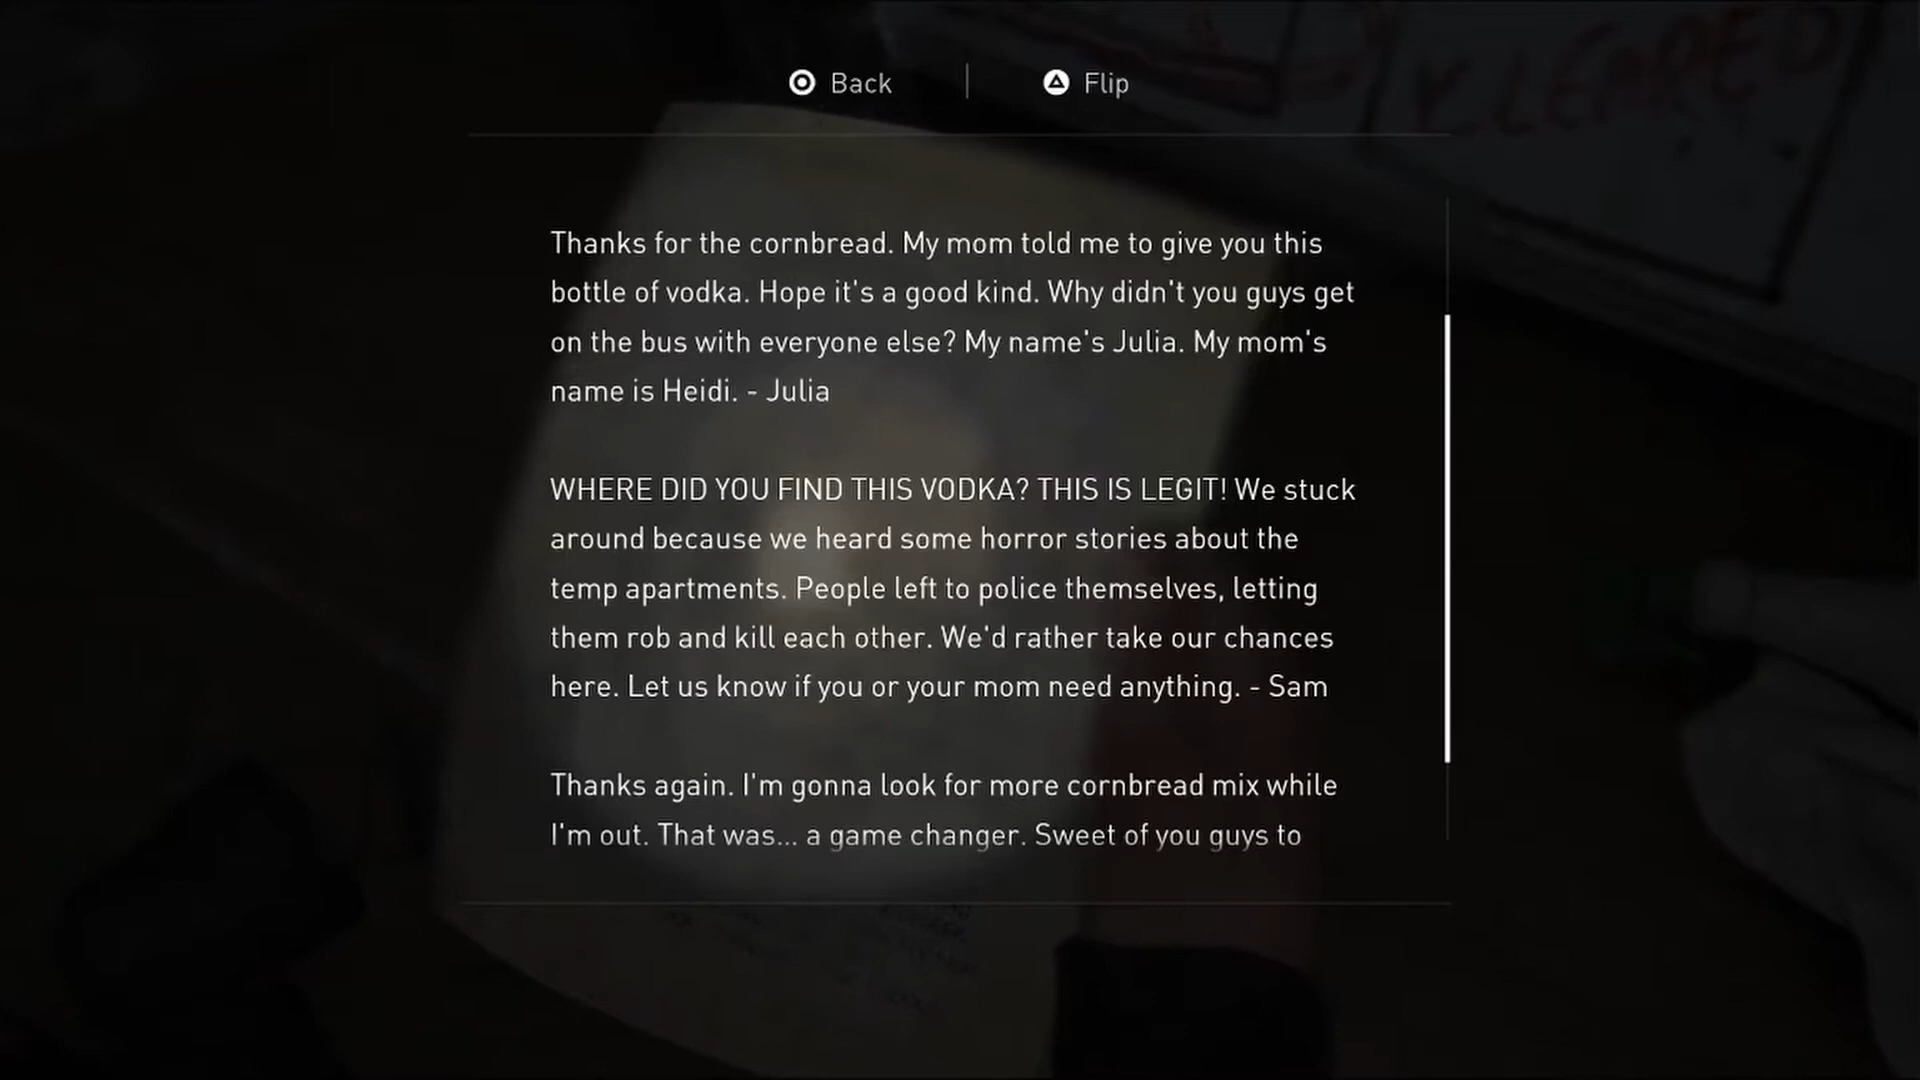 Back
Flip
CLEARED
Thanks for the cornbread. My mom told me to give you this
bottle of vodka. Hope it's a good kind. Why didn't you guys get
on the bus with everyone else? My name's Julia. My mom's
name is Heidi. - Julia
WHERE DID YOU FIND THIS VODKA? THIS IS LEGIT! We stuck
around because we heard some horror stories about the
temp apartments. People left to police themselves, letting
them rob and kill each other. We'd rather take our chances
here. Let us know if you or your mom need anything. - Sam
Thanks again. I'm gonna look for more cornbread mix while
I'm out. That was... a game changer. Sweet of you guys to